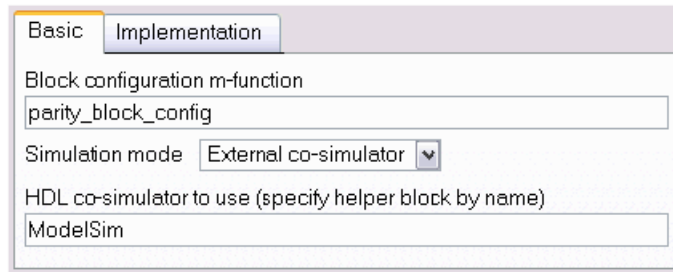 Basic Implementation
Block configuration m-function
parity_block_config
Simulation mode External co-simulator
HDL co-simulator to use (specify helper block by name)
ModelSim